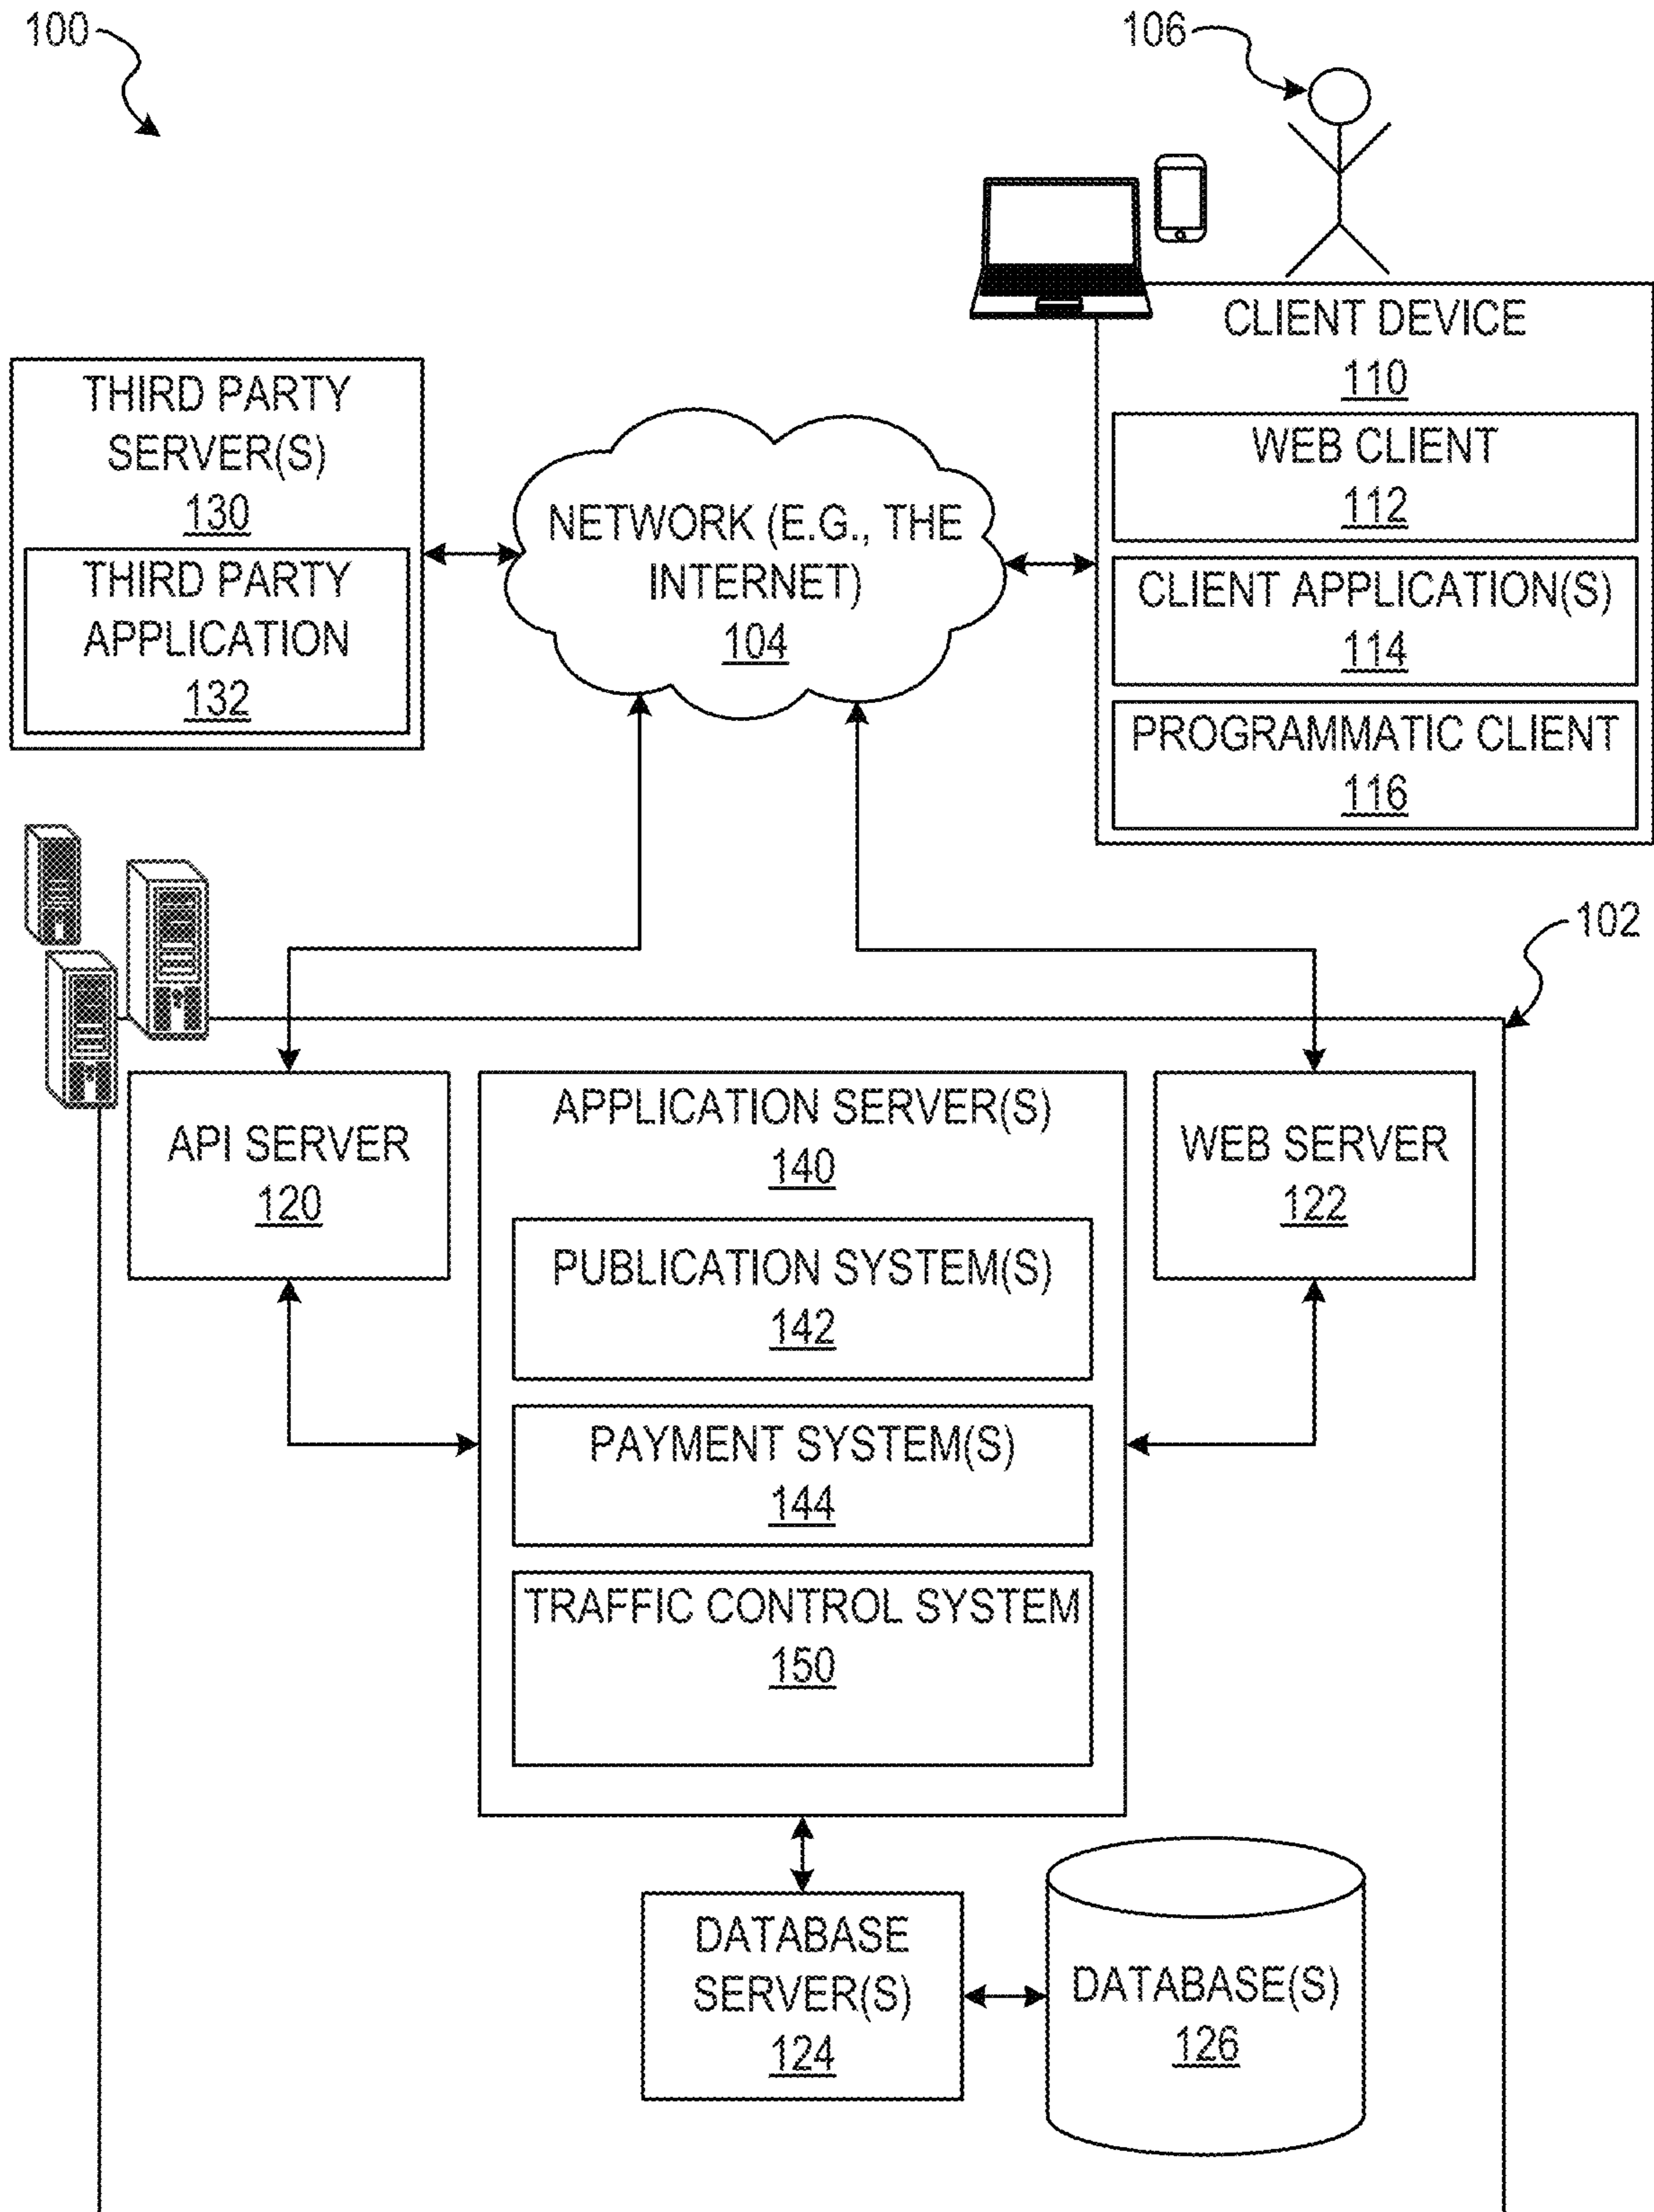 100
106
CLIENT DEVICE
110
WEB CLIENT
112
CLIENT APPLICATION(S)
114
PROGRAMMATIC CLIENT
116
THIRD PARTY
SERVER(S)
130
THIRD PARTY
APPLICATION
132
NETWORK (E.G., THE
INTERNET)
104
102
API SERVER
120
APPLICATION SERVER(S)
140
PUBLICATION SYSTEM(S)
142
PAYMENT SYSTEM(S)
144
TRAFFIC CONTROL SYSTEM
150
WEB SERVER
122
DATABASE
SERVER(S)
124
DATABASE(S)
126